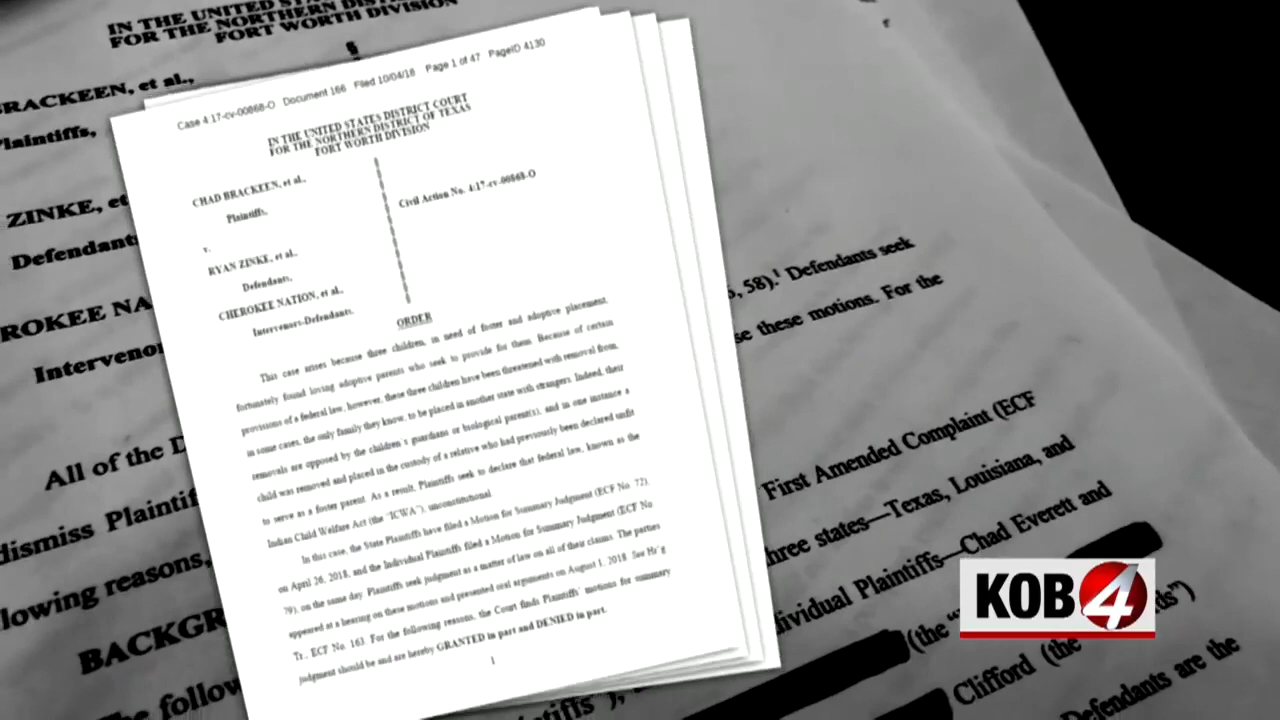 IN THE UNITED STATES DISTRICT
FOR THE NORTHERN DISTRICT
FORT WORTH DIVISION
§
BRACKEEN, et al.,
Plaintiffs,
ZINKE, et
Defendants
ROKEE NA
Intervenor
All of the D
dismiss Plaintif
lowing reasons,
BACKGR
The follow
Case 4:17-cv-00868-O Document 166 Filed 10/04/18 Page 1 of 47 PageID 4130
IN THE UNITED STATES DISTRICT COURT
FOR THE NORTHERN DISTRICT OF TEXAS
FORT WORTH DIVISION
CHAD BRACKEEN, et al.,
Plaintiffs,
v.
RYAN ZINKE, et al.,
Defendants,
CHEROKEE NATION, et al.,
Intervenors-Defendants.
Civil Action No. 4:17-cv-00868-O
ORDER
This case arises because three children, in need of foster and adoptive placement
fortunately found loving adoptive parents who seek to provide for them. Because of certain
provisions of a federal law, however, these three children have been threatened with removal from,
in some cases, the only family they know, to be placed in another state with strangers. Indeed, their
removals are opposed by the children's guardians or biological parent(s), and in one instance a
child was removed and placed in the custody of a relative who had previously been declared unfit
to serve as a foster parent. As a result, Plaintiffs seek to declare that federal law, known as the
Indian Child Welfare Act (the "ICWA"), unconstitutional.
In this case, the State Plaintiffs have filed a Motion for Summary Judgment (ECF No. 72),
on April 26, 2018, and the Individual Plaintiffs filed a Motion for Summary Judgment (ECF No.
79), on the same day. Plaintiffs seek judgment as a matter of law on all of their claims. The parties
appeared at a hearing on these motions and presented oral arguments on August 1, 2018. See Hr'g
Tr., ECF No. 163. For the following reasons, the Court finds Plaintiffs' motions for summary
judgment should be and are hereby GRANTED in part and DENIED in part.
1
, 58).¹ Defendants seek
se these motions. For the
First Amended Complaint (ECF
hree states—Texas, Louisiana, and
dividual Plaintiffs—Chad Everett and
(the "
Clifford (the
Defendants are the
tiffs"),
KOB 4